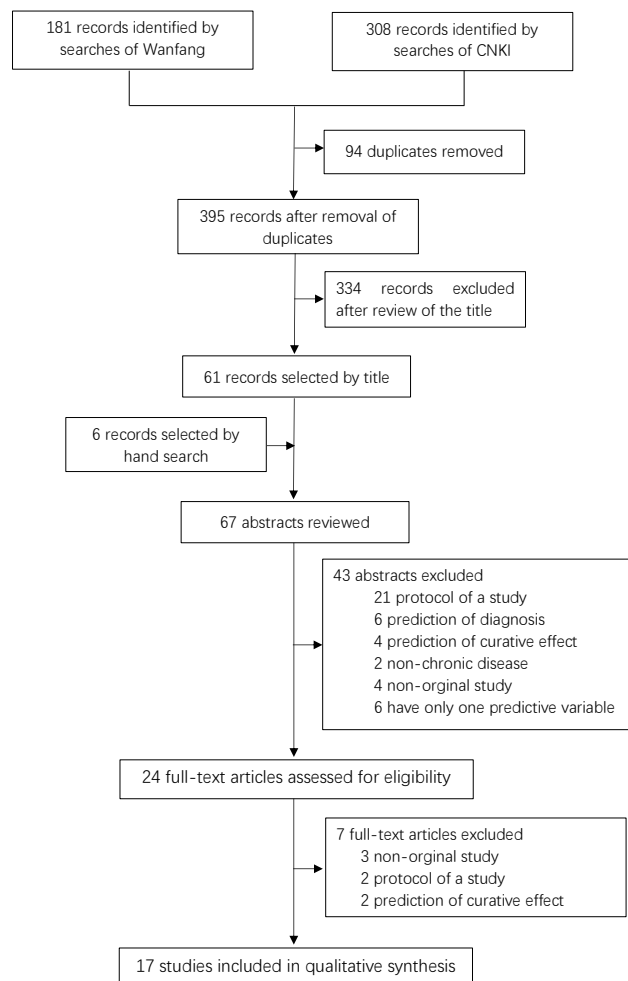 181 records identified by
searches of Wanfang
308 records identified by
searches of CNKI
94 duplicates removed
395 records after removal of
duplicates
334 records excluded
after review of the title
61 records selected by title
6 records selected by
hand search
67 abstracts reviewed
43 abstracts excluded
21 protocol of a study
6 prediction of diagnosis
4 prediction of curative effect
2 non-chronic disease
4 non-orginal study
6 have only one predictive variable
24 full-text articles assessed for eligibility
7 full-text articles excluded
3 non-orginal study
2 protocol of a study
2 prediction of curative effect
17 studies included in qualitative synthesis